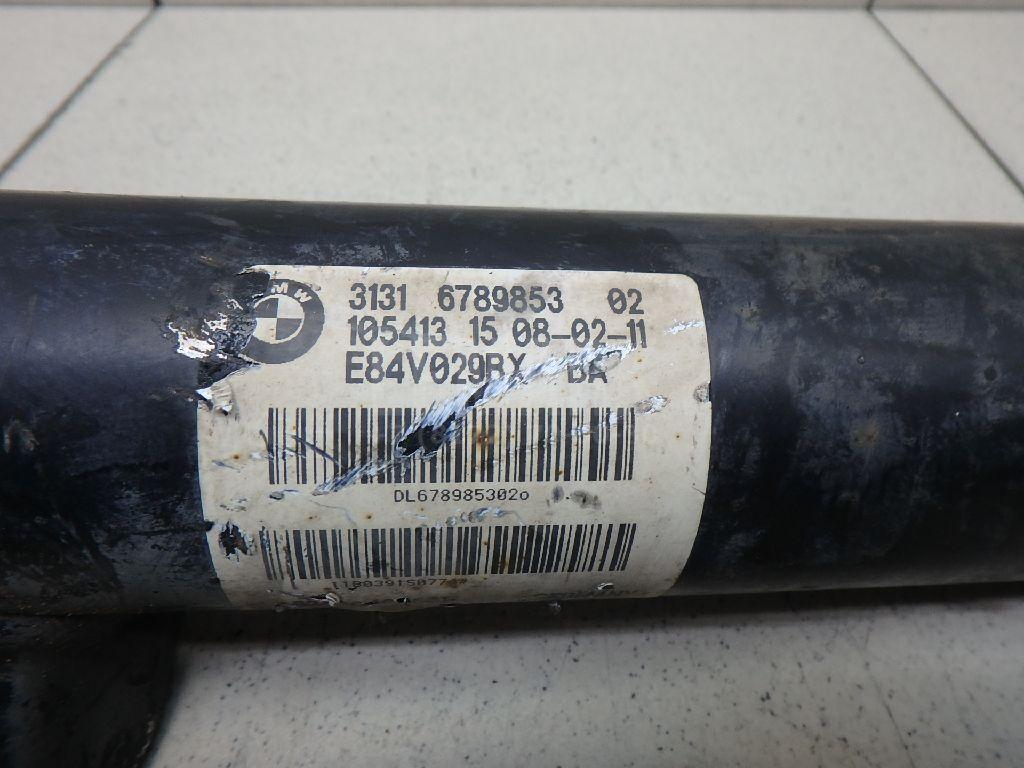 BMW
3131 6789853 02
105413 15 08-02-11
E84V029BX BA
DL678985302o